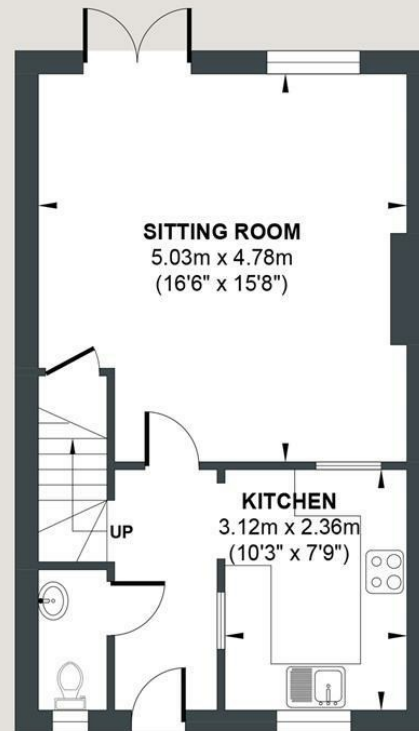 SITTING ROOM
5.03m x 4.78m
(16'6" x 15'8")
UP
KITCHEN
3.12m x 2.36m
(10'3" x 7'9")